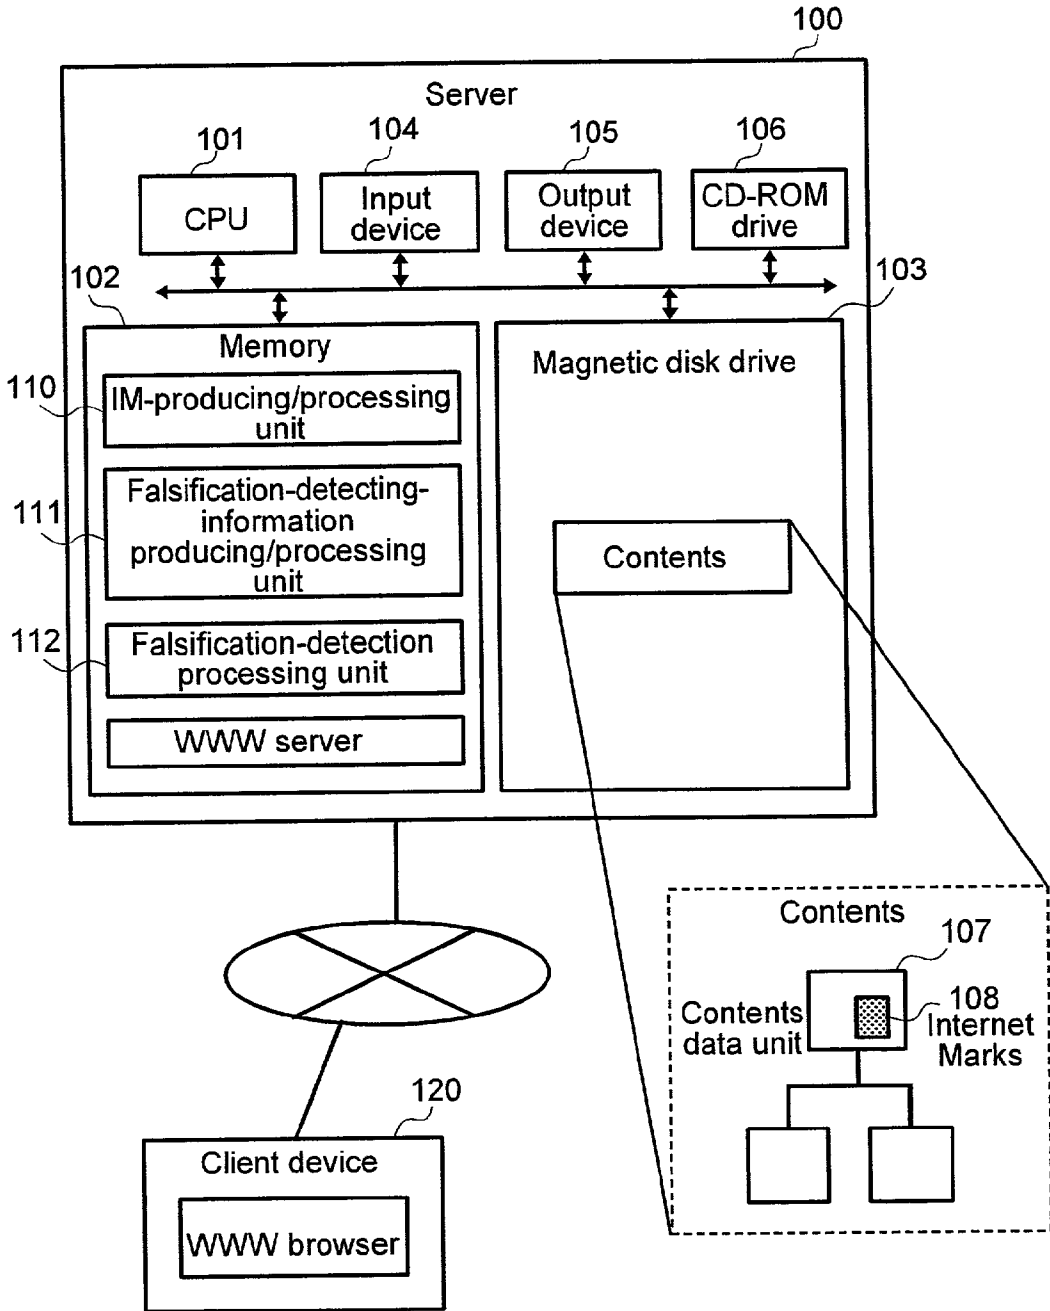 100
Server
101
104
105
106
CPU
Input
device
Output
device
CD-ROM
drive
102
103
Memory
Magnetic disk drive
110
IM-producing/processing
unit
111
Falsification-detecting-
information
producing/processing
unit
Contents
112
Falsification-detection
processing unit
WWW server
Contents
107
108
Contents
data unit
Internet
Marks
120
Client device
WWW browser